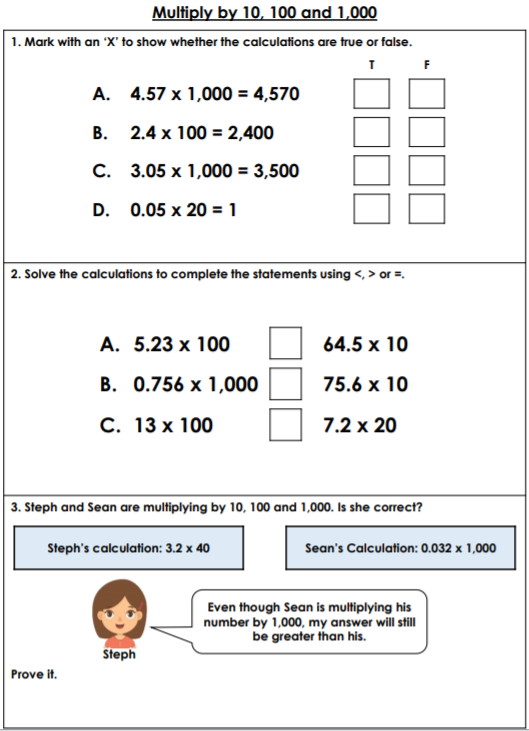 Multiply by 10, 100 and 1,000
1. Mark with an ‘X’ to show whether the calculations are true or false.
T F
A. 4.57 x 1,000 = 4,570
B. 2.4 x 100 = 2,400
C. 3.05 x 1,000 = 3,500
D. 0.05 x 20 = 1
2. Solve the calculations to complete the statements using <, > or =.
A. 5.23 x 100 64.5 x 10
B. 0.756 x 1,000 75.6 x 10
C. 13 x 100 7.2 x 20
3. Steph and Sean are multiplying by 10, 100 and 1,000. Is she correct?
Steph’s calculation: 3.2 x 40 Sean’s Calculation: 0.032 x 1,000
Even though Sean is multiplying his
number by 1,000, my answer will still
be greater than his.
Steph
Prove it.